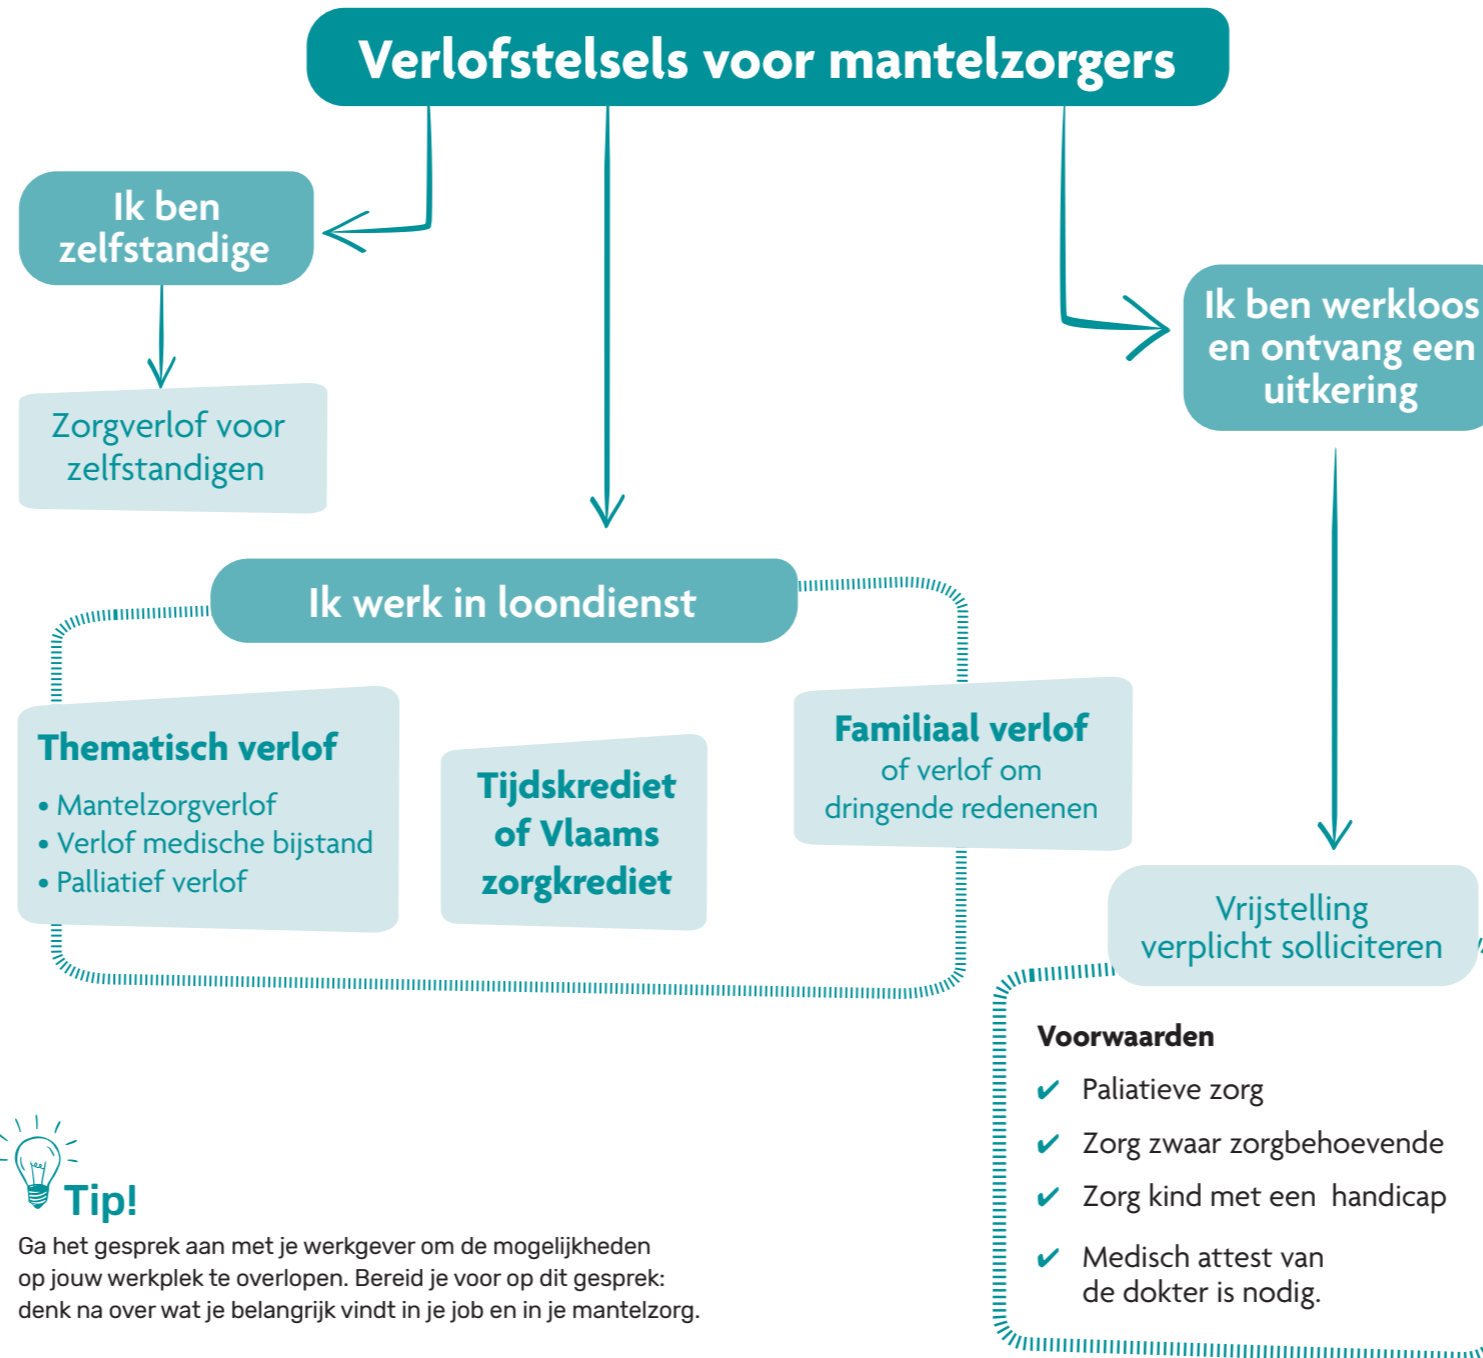 Verlofstelsels voor mantelzorgers
Ik ben
zelfstandige
Zorgverlof voor
zelfstandigen
Ik ben werkloos
en ontvang een
uitkering
Ik werk in loondienst
Thematisch verlof
• Mantelzorgverlof
• Verlof medische bijstand
• Palliatief verlof
Tijdskrediet
of Vlaams
zorgkrediet
Familiaal verlof
of verlof om
dringende redenenen
Vrijstelling
verplicht solliciteren
Voorwaarden
✔ Paliatieve zorg
✔ Zorg zwaar zorgbehoevende
✔ Zorg kind met een handicap
✔ Medisch attest van
de dokter is nodig.
Tip!
Ga het gesprek aan met je werkgever om de mogelijkheden
op jouw werkplek te overlopen. Bereid je voor op dit gesprek:
denk na over wat je belangrijk vindt in je job en in je mantelzorg.